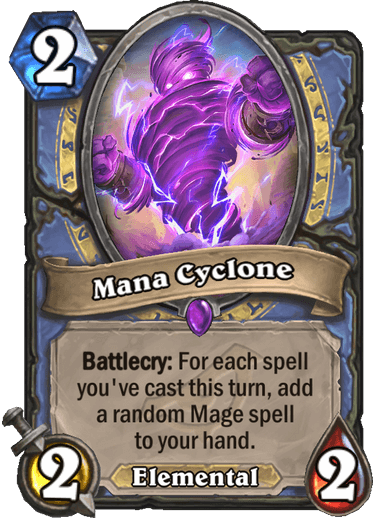 2
Mana Cyclone
Battlecry: For each spell
you've cast this turn, add
a random Mage spell
to your hand.
2
Elemental
2